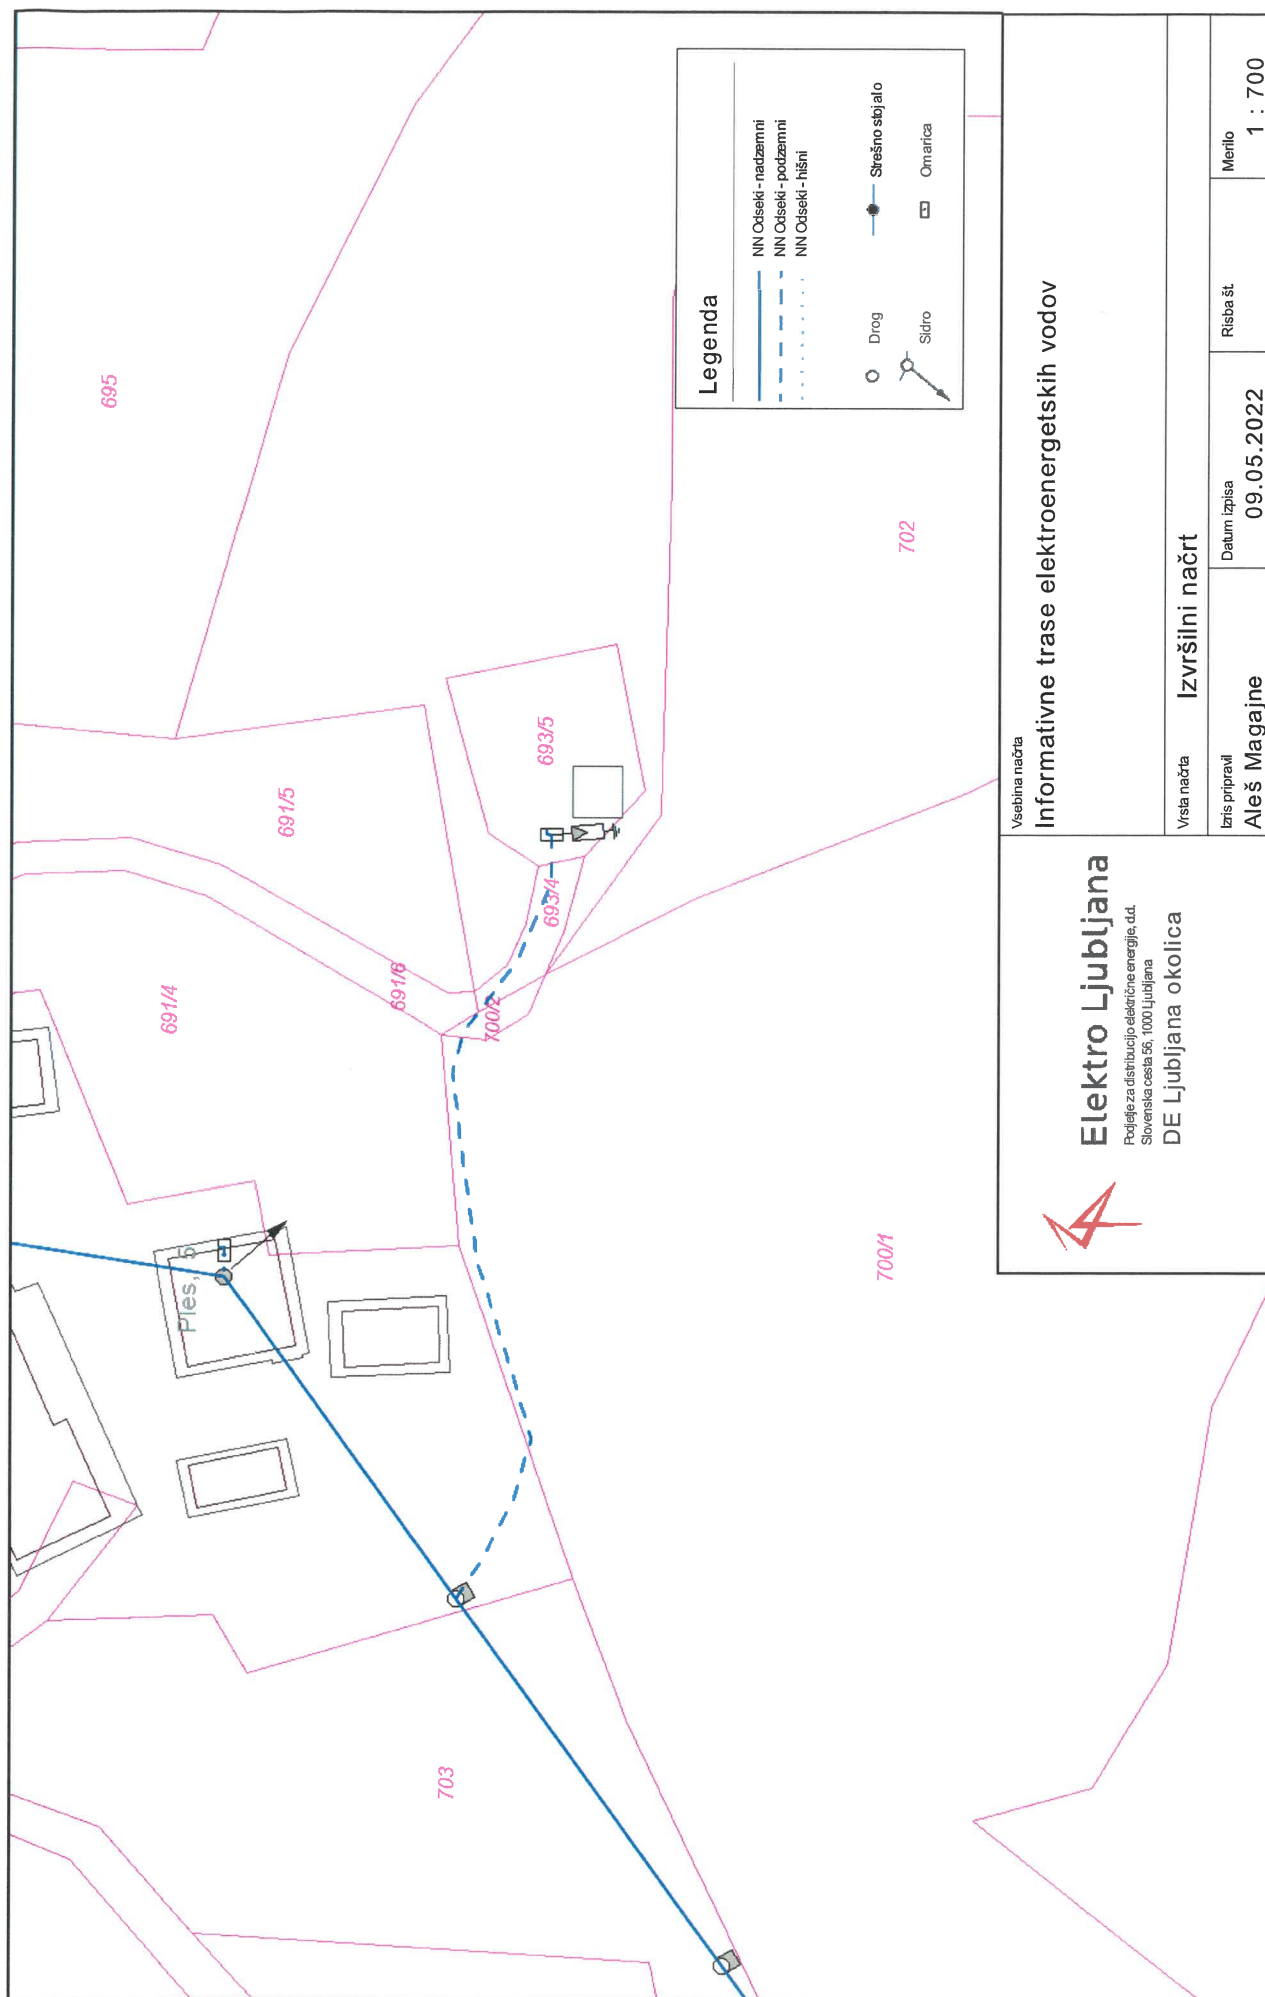 695
691/5
691/4
691/6
693/5
693/4
700/2
702
700/1
703
Ples, 5
Legenda
NN Odseki - nadzemni
NN Odseki - podzemni
NN Odseki - hišni
Drog
Strešno stojalo
Sidro
Omarica
Elektro Ljubljana
Podjetje za distribucijo električne energije, d.d.
Slovenska cesta 56, 1000 Ljubljana
DE Ljubljana okolica
Vsebina načrta
Informativne trase elektroenergetskih vodov
Vrsta načrta
Izvršilni načrt
Izris pripravil
Aleš Magajne
Datum izpisa
09.05.2022
Risba št.
Merilo
1 : 700